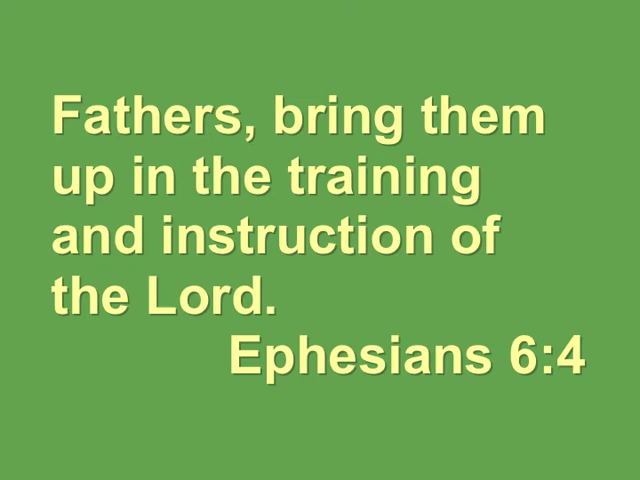 Fathers, bring them
up in the training
and instruction of
the Lord.
Ephesians 6:4